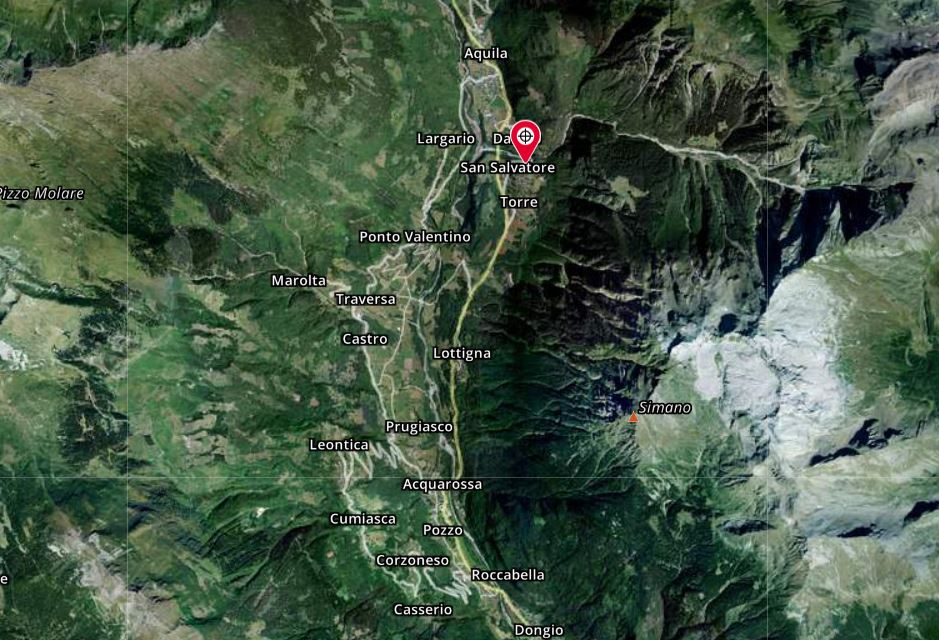 Aquila
Largario
San Salvatore
Pizzo Molare
Torre
Ponto Valentino
Marolta
Traversa
Castro
Lottigna
Simano
Prugiasco
Leontica
Acquarossa
Cumiasca
Pozzo
Corzoneso
Roccabella
Casserio
Dongio